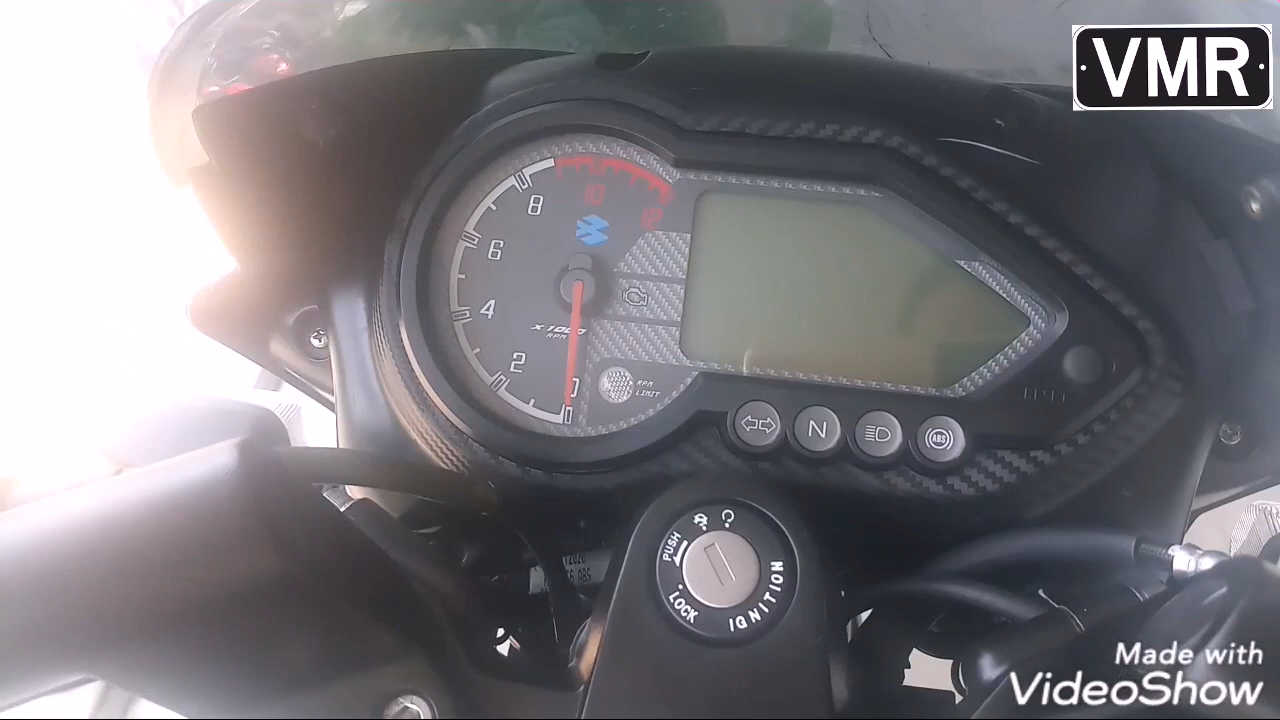 VMR
10
12
8
6
4
2
0
X1000
RPM
RPM
LIMIT
N
ABS
PUSH
LOCK
IGNITION
Made with
VideoShow